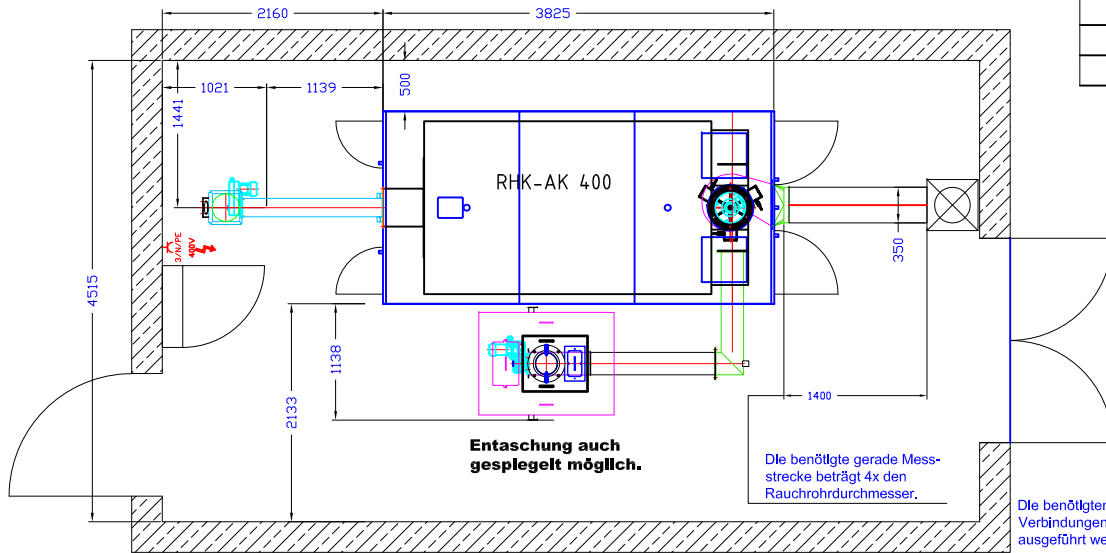 2160
3825
1021
1139
500
1441
RHK-AK 400
3/N/PE
400V
350
4515
1138
2133
1400
Entaschung auch
gespiegelt möglich.
Die benötigte gerade Mess-
strecke beträgt 4x den
Rauchrohrdurchmesser.
Die benötigten
Verbindungen
ausgeführt we